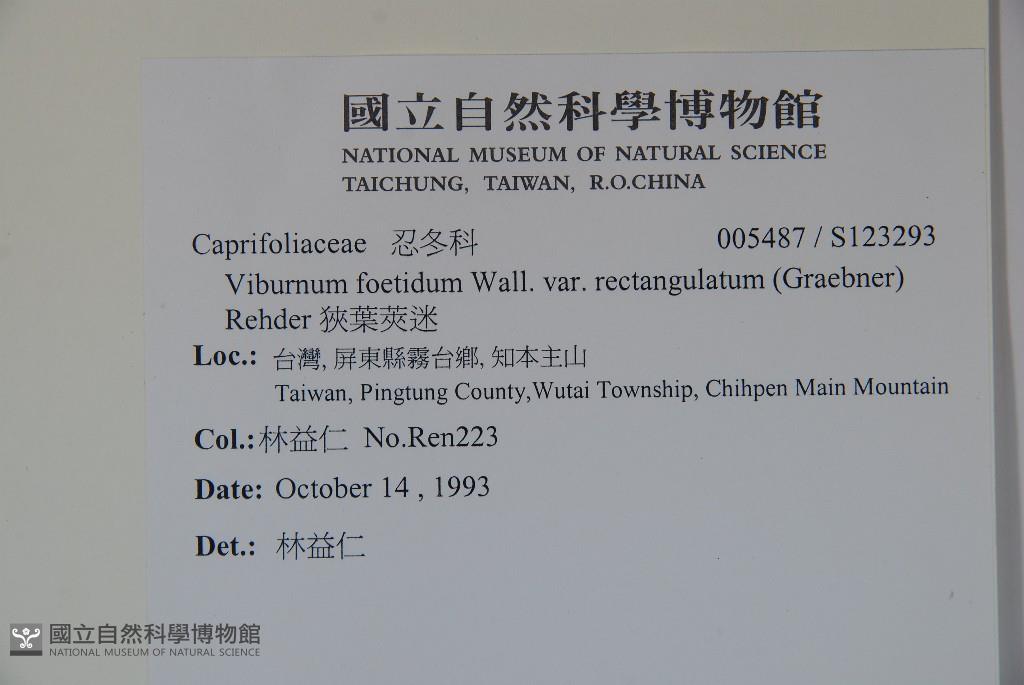 國立自然科學博物館
NATIONAL MUSEUM OF NATURAL SCIENCE
TAICHUNG, TAIWAN, R.O.CHINA
Caprifoliaceae 忍冬科 005487 / S123293
Viburnum foetidum Wall. var. rectangulatum (Graebner)
Rehder 狹葉莢迷
Loc.: 台灣, 屏東縣霧台鄉, 知本主山
Taiwan, Pingtung County,Wutai Township, Chihpen Main Mountain
Col.: 林益仁 No.Ren223
Date: October 14 , 1993
Det.: 林益仁
國立自然科學博物館
NATIONAL MUSEUM OF NATURAL SCIENCE